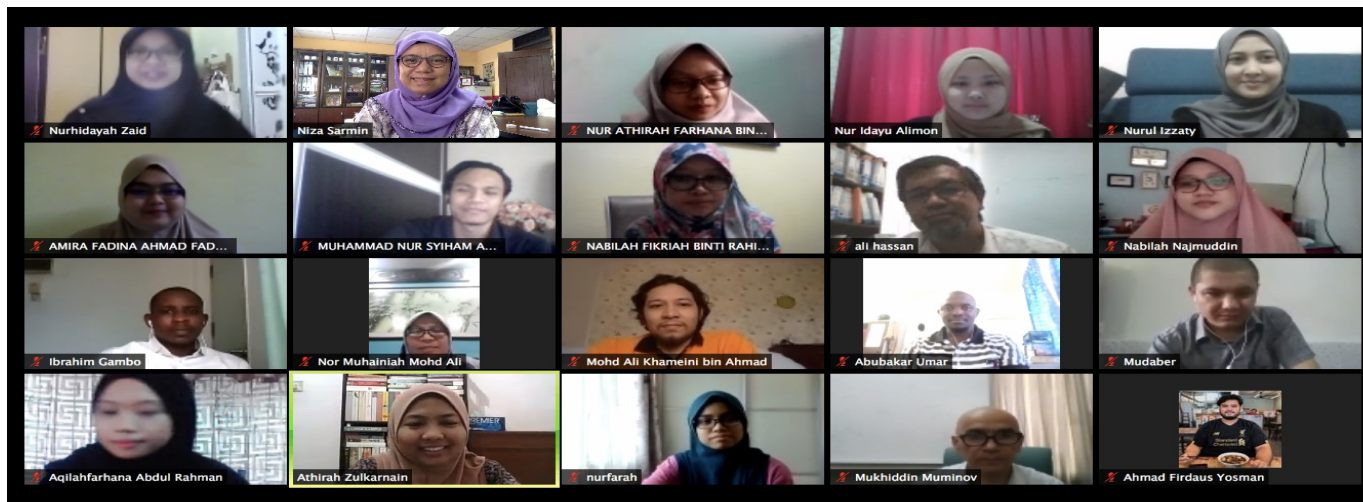 Nurhidayah Zaid
Niza Sarmin
NUR ATHIRAH FARHANA BIN...
Nur Idayu Alimon
Nurul Izzaty
AMIRA FADINA AHMAD FAD...
MUHAMMAD NUR SYIHAM A...
NABILAH FIKRIAH BINTI RAHI...
ali hassan
Nabilah Najmuddin
Ibrahim Gambo
Nor Muhainiah Mohd Ali
Mohd Ali Khameini bin Ahmad
Abubakar Umar
Mudaber
Aqilahfarhana Abdul Rahman
Athirah Zulkarnain
nurfarah
Mukhiddin Muminov
Ahmad Firdaus Yosman
Standard
Chartered